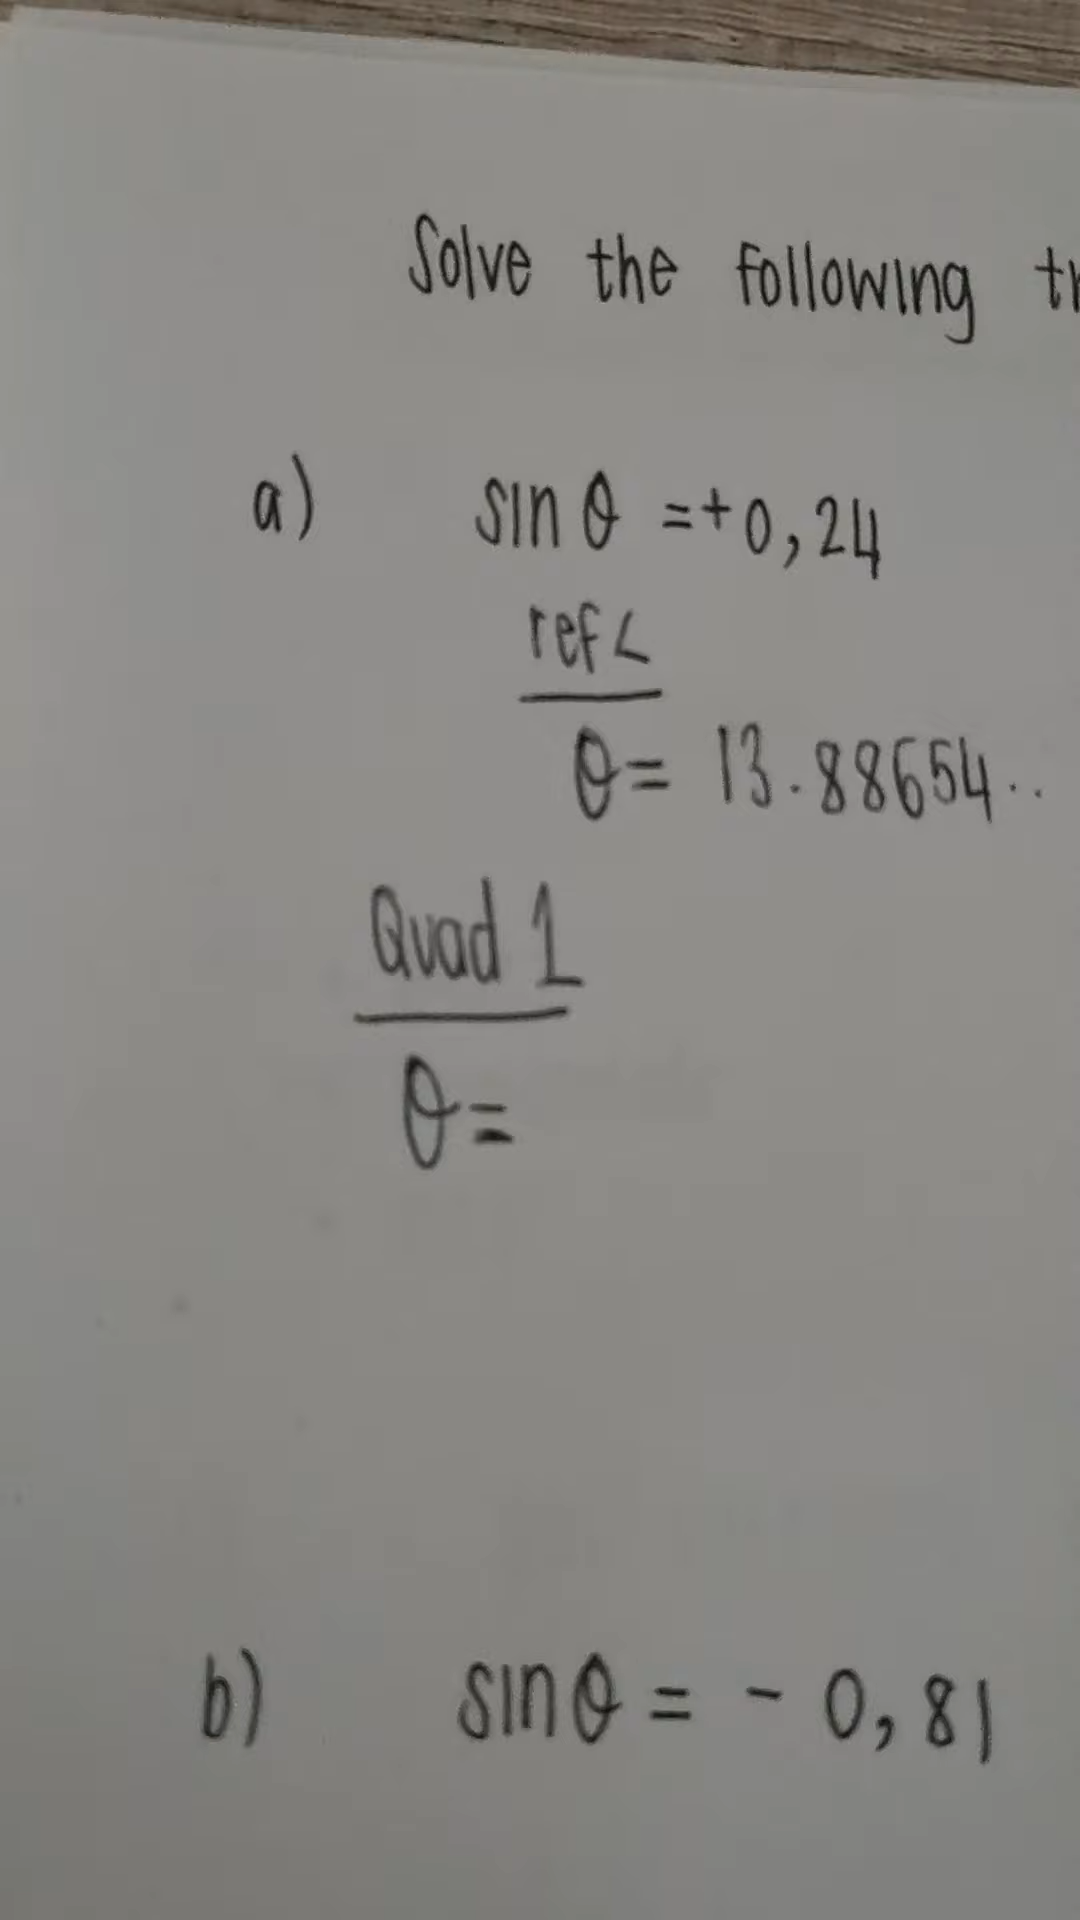 Solve the following
a) sin θ = +0,24
ref <
θ = 13.88654..
Quad 1
θ =
b) sin θ = - 0,81